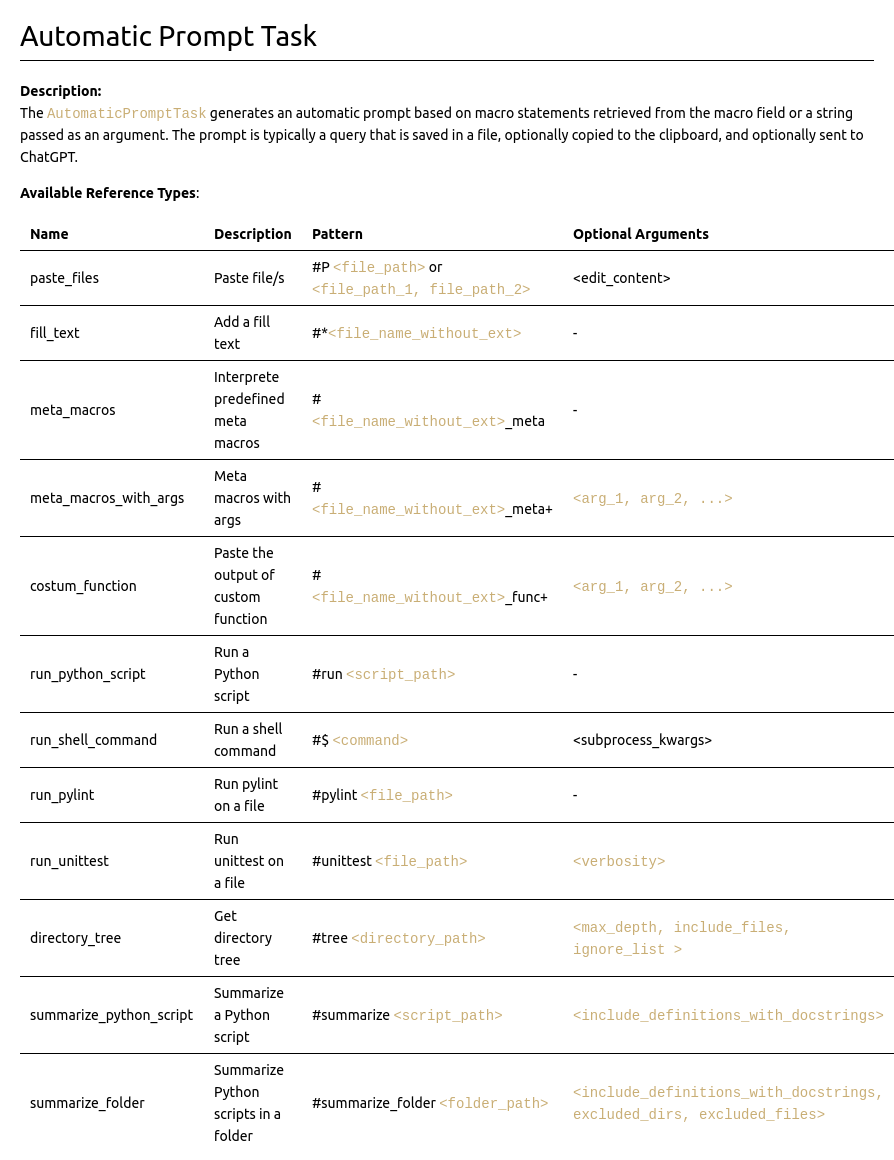 Automatic Prompt Task
Description:
The AutomaticPromptTask generates an automatic prompt based on macro statements retrieved from the macro field or a string
passed as an argument. The prompt is typically a query that is saved in a file, optionally copied to the clipboard, and optionally sent to
ChatGPT.
Available Reference Types:
Name Description Pattern Optional Arguments
paste_files Paste file/s #P <file_path> or <edit_content>
<file_path_1, file_path_2>
fill_text Add a fill #*<file_name_without_ext> -
text
meta_macros Interprete # -
predefined <file_name_without_ext>_meta
meta
macros
meta_macros_with_args Meta # <arg_1, arg_2, ...>
macros with <file_name_without_ext>_meta+
args
costum_function Paste the # <arg_1, arg_2, ...>
output of <file_name_without_ext>_func+
custom
function
run_python_script Run a #run <script_path> -
Python
script
run_shell_command Run a shell #$ <command> <subprocess_kwargs>
command
run_pylint Run pylint #pylint <file_path> -
on a file
run_unittest Run #unittest <file_path> <verbosity>
unittest on
a file
directory_tree Get #tree <directory_path> <max_depth, include_files,
directory ignore_list >
tree
summarize_python_script Summarize #summarize <script_path> <include_definitions_with_docstrings>
a Python
script
summarize_folder Summarize #summarize_folder <folder_path> <include_definitions_with_docstrings,
Python excluded_dirs, excluded_files>
scripts in a
folder